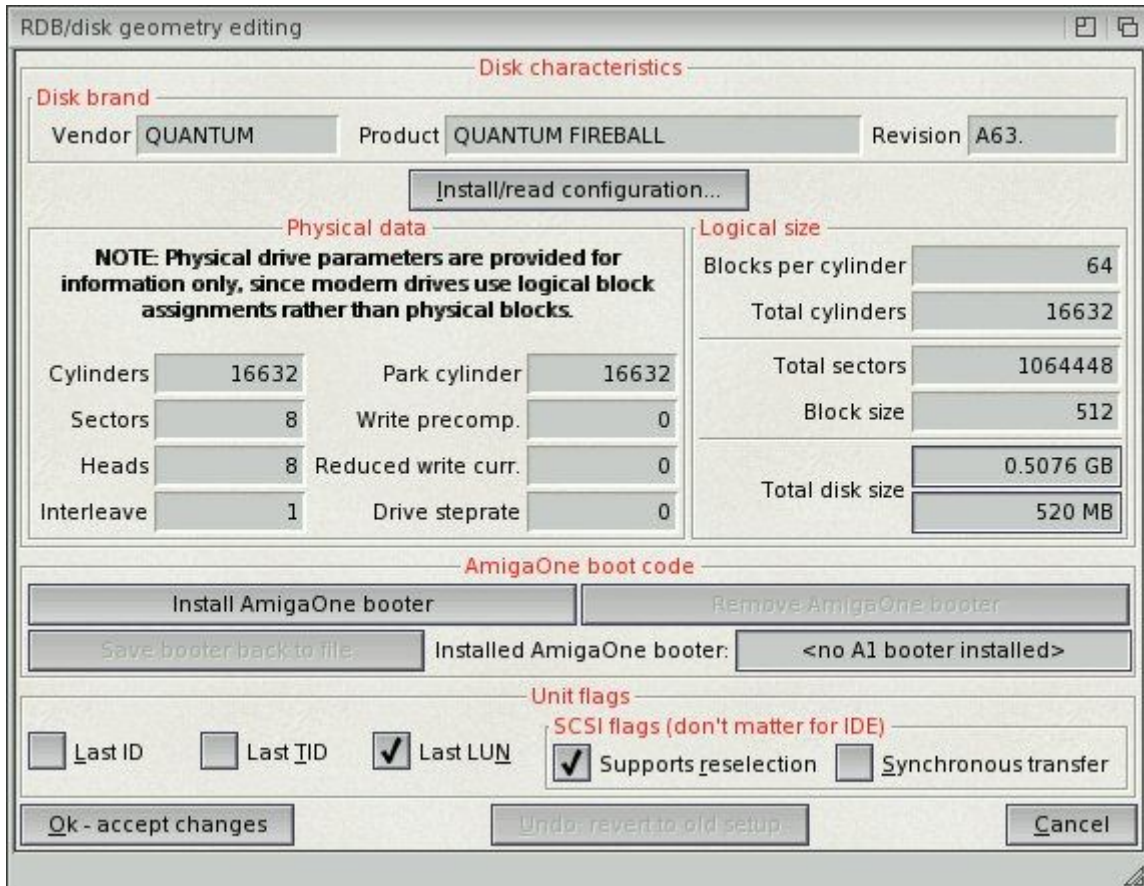 RDB/disk geometry editing
Disk characteristics
Disk brand
Vendor QUANTUM Product QUANTUM FIREBALL Revision A63.
Install/read configuration...
Physical data
NOTE: Physical drive parameters are provided for
information only, since modern drives use logical block
assignments rather than physical blocks.
Cylinders 16632 Park cylinder 16632
Sectors 8 Write precomp. 0
Heads 8 Reduced write curr. 0
Interleave 1 Drive steprate 0
Logical size
Blocks per cylinder 64
Total cylinders 16632
Total sectors 1064448
Block size 512
Total disk size 0.5076 GB
520 MB
AmigaOne boot code
Install AmigaOne booter Remove AmigaOne booter
Save booter back to file Installed AmigaOne booter: <no A1 booter installed>
Unit flags
Last ID Last TID Last LUN
SCSI flags (don't matter for IDE)
Supports reselection Synchronous transfer
Ok - accept changes Undo: revert to old setup Cancel